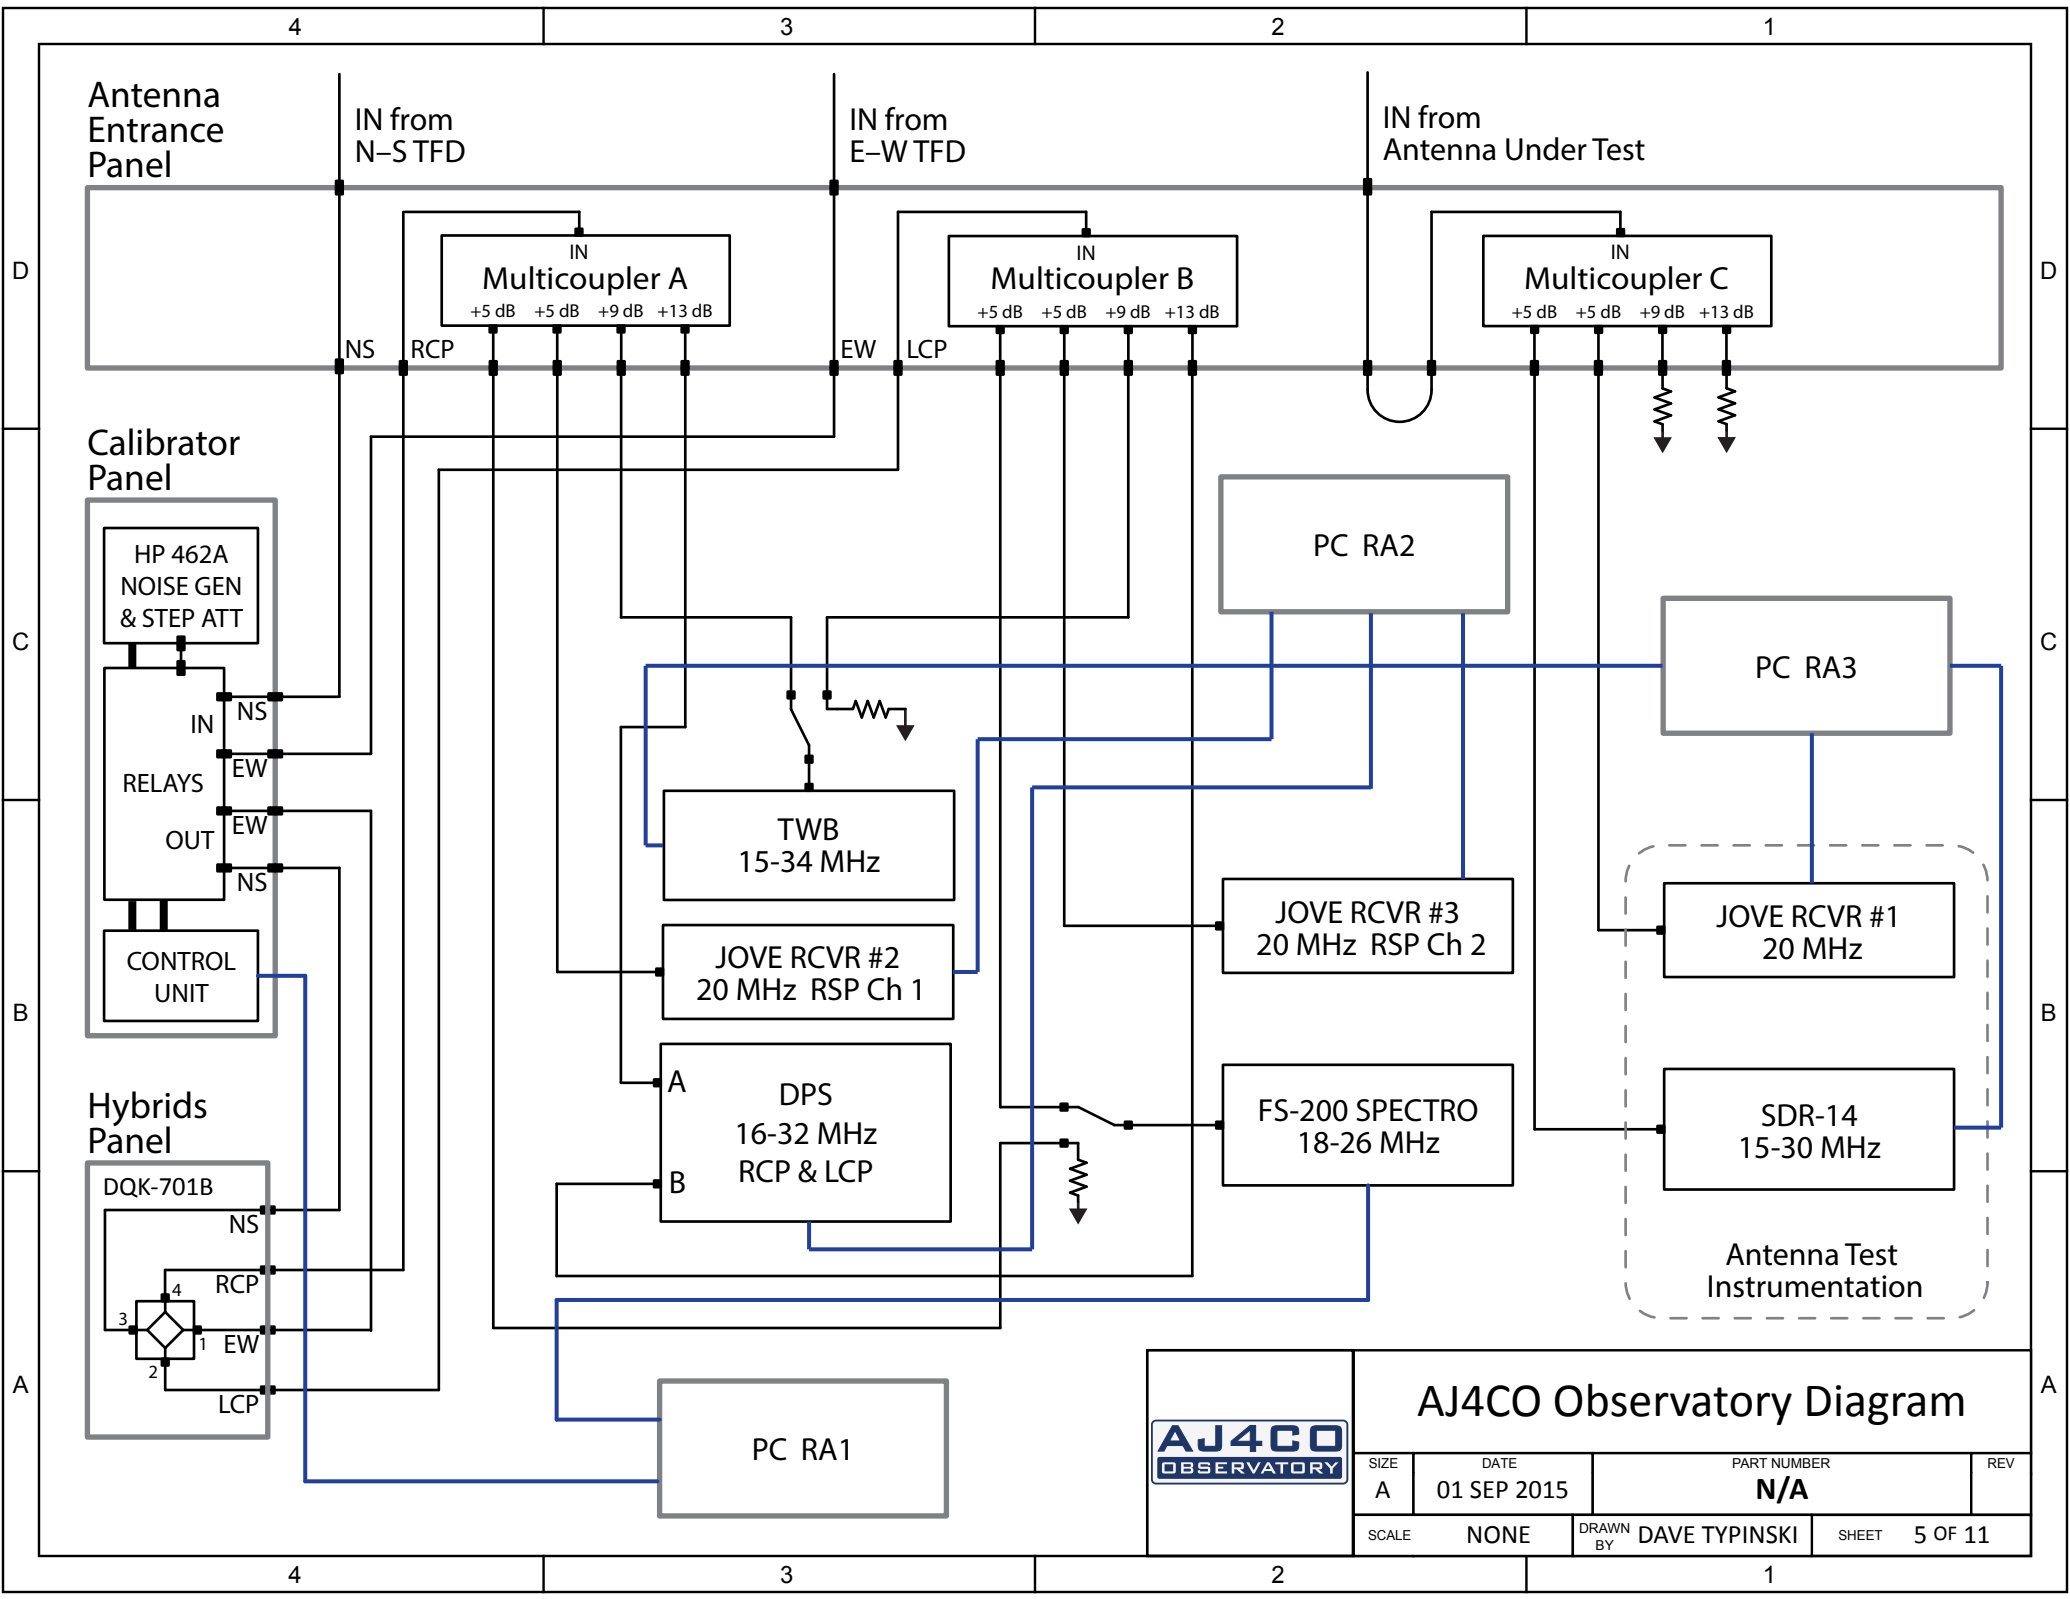 4 3 2 1
Antenna
Entrance
Panel
IN from
N–S TFD
IN from
E–W TFD
IN from
Antenna Under Test
D
D
IN
Multicoupler A
+5 dB +5 dB +9 dB +13 dB
IN
Multicoupler B
+5 dB +5 dB +9 dB +13 dB
IN
Multicoupler C
+5 dB +5 dB +9 dB +13 dB
NS RCP
EW LCP
Calibrator
Panel
HP 462A
NOISE GEN
& STEP ATT
NS
IN
EW
RELAYS
EW
OUT
NS
CONTROL
UNIT
C
C
PC RA2
PC RA3
TWB
15-34 MHz
JOVE RCVR #2
20 MHz RSP Ch 1
JOVE RCVR #3
20 MHz RSP Ch 2
JOVE RCVR #1
20 MHz
B
B
A
DPS
16-32 MHz
RCP & LCP
B
FS-200 SPECTRO
18-26 MHz
SDR-14
15-30 MHz
Antenna Test
Instrumentation
Hybrids
Panel
DQK-701B
NS
RCP
4
3
EW
1
2
LCP
A
A
PC RA1
AJ4CO
OBSERVATORY
AJ4CO Observatory Diagram
SIZE
A
DATE
01 SEP 2015
PART NUMBER
N/A
REV
SCALE NONE
DRAWN
BY
DAVE TYPINSKI
SHEET 5 OF 11
4 3 2 1